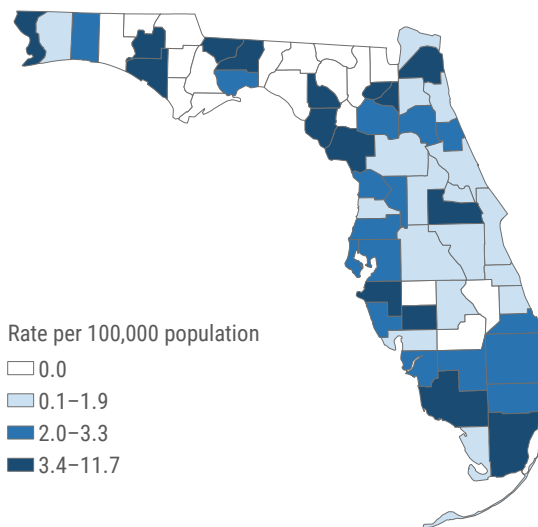 Rate per 100,000 population
0.0
0.1–1.9
2.0–3.3
3.4–11.7